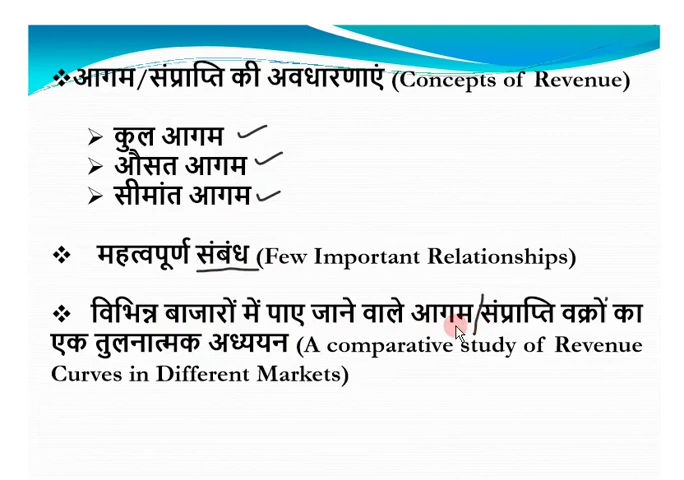 ❖आगम/संप्राप्ति की अवधारणाएं (Concepts of Revenue)
➢ कुल आगम
➢ औसत आगम
➢ सीमांत आगम
❖ महत्वपूर्ण संबंध (Few Important Relationships)
❖ विभिन्न बाजारों में पाए जाने वाले आगम/संप्राप्ति वक्रों का
एक तुलनात्मक अध्ययन (A comparative study of Revenue
Curves in Different Markets)